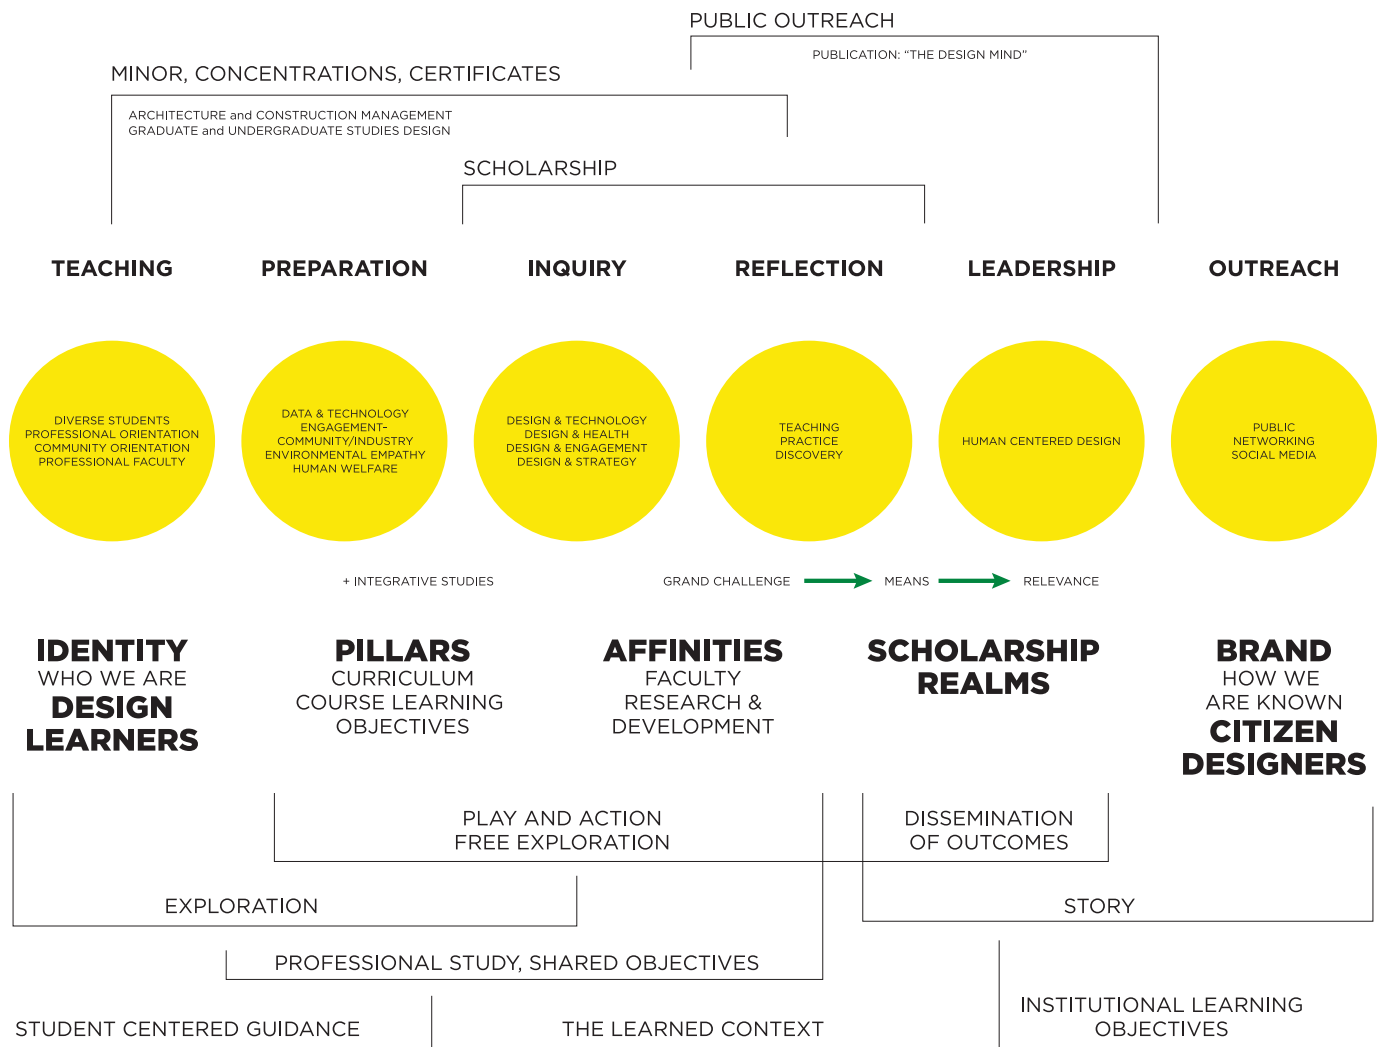 PUBLIC OUTREACH
PUBLICATION: “THE DESIGN MIND”
MINOR, CONCENTRATIONS, CERTIFICATES
ARCHITECTURE and CONSTRUCTION MANAGEMENT
GRADUATE and UNDERGRADUATE STUDIES DESIGN
SCHOLARSHIP
TEACHING
PREPARATION
INQUIRY
REFLECTION
LEADERSHIP
OUTREACH
DIVERSE STUDENTS
PROFESSIONAL ORIENTATION
COMMUNITY ORIENTATION
PROFESSIONAL FACULTY
DATA & TECHNOLOGY
ENGAGEMENT–
COMMUNITY/INDUSTRY
ENVIRONMENTAL EMPATHY
HUMAN WELFARE
DESIGN & TECHNOLOGY
DESIGN & HEALTH
DESIGN & ENGAGEMENT
DESIGN & STRATEGY
TEACHING
PRACTICE
DISCOVERY
HUMAN CENTERED DESIGN
PUBLIC
NETWORKING
SOCIAL MEDIA
+ INTEGRATIVE STUDIES
GRAND CHALLENGE
MEANS
RELEVANCE
IDENTITY
WHO WE ARE
DESIGN
LEARNERS
PILLARS
CURRICULUM
COURSE LEARNING
OBJECTIVES
AFFINITIES
FACULTY
RESEARCH &
DEVELOPMENT
SCHOLARSHIP
REALMS
BRAND
HOW WE
ARE KNOWN
CITIZEN
DESIGNERS
PLAY AND ACTION
FREE EXPLORATION
DISSEMINATION
OF OUTCOMES
EXPLORATION
STORY
PROFESSIONAL STUDY, SHARED OBJECTIVES
STUDENT CENTERED GUIDANCE
THE LEARNED CONTEXT
INSTITUTIONAL LEARNING
OBJECTIVES